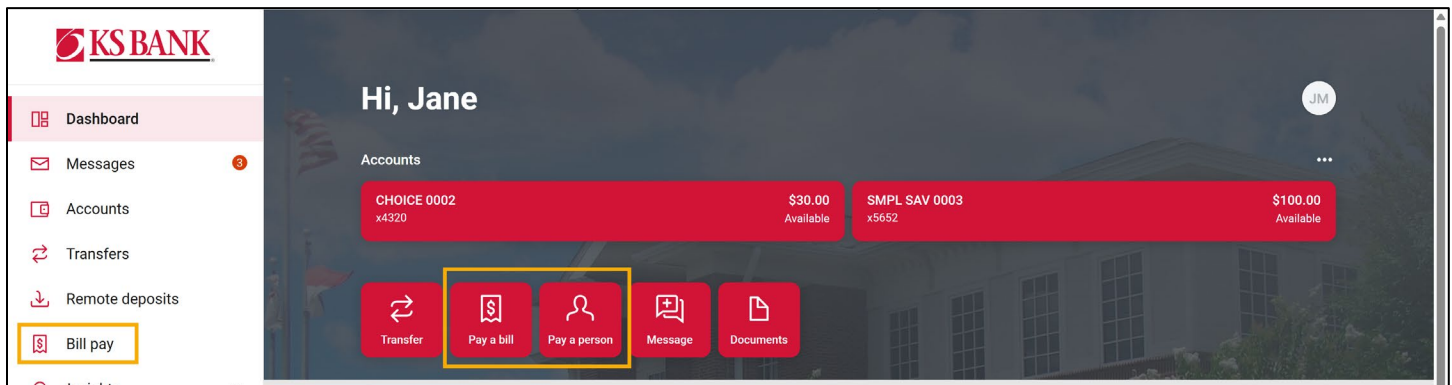 KS BANK
Dashboard
Messages 3
Accounts
Transfers
Remote deposits
Bill pay
Hi, Jane
JM
Accounts
CHOICE 0002 $30.00
x4320 Available
SMPL SAV 0003 $100.00
x5652 Available
Transfer
Pay a bill
Pay a person
Message
Documents